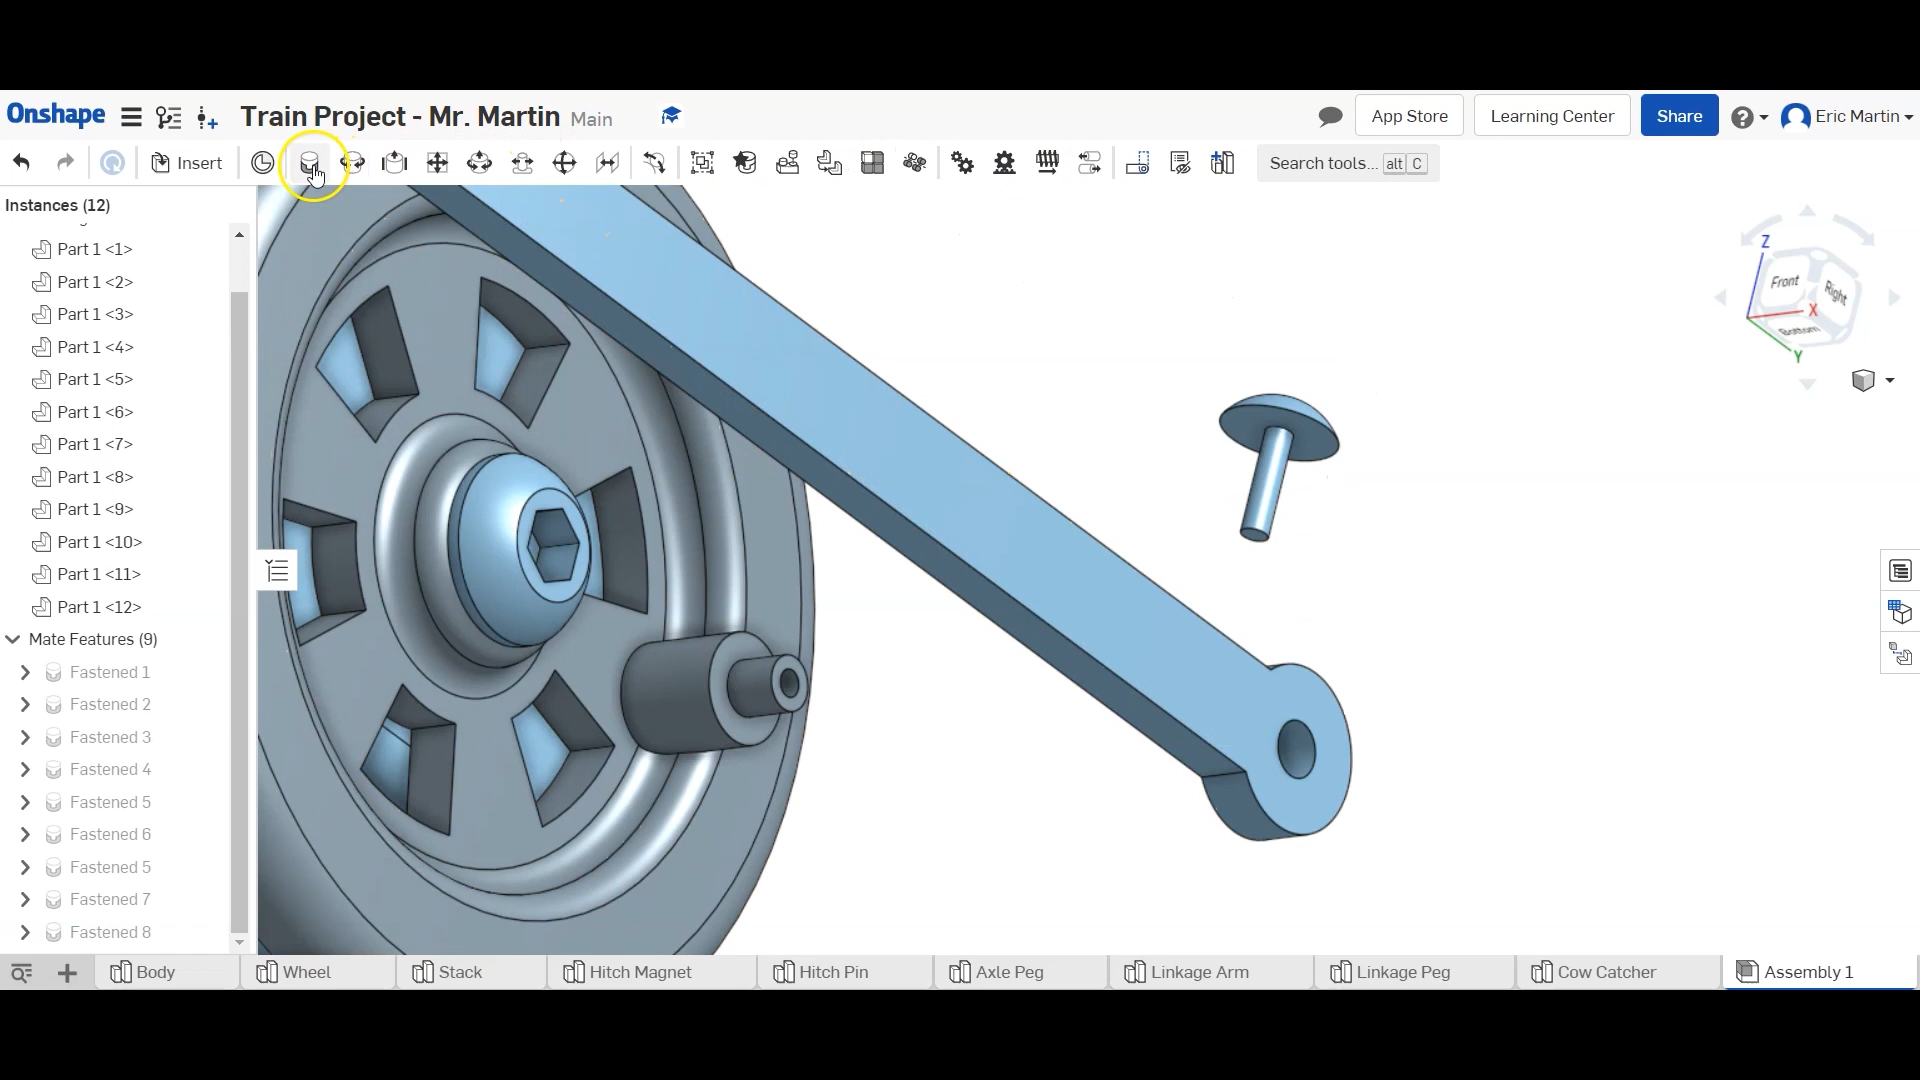 Onshape Train Project - Mr. Martin Main App Store Learning Center Share Eric Martin
Insert Search tools... alt C
Instances (12)
Part 1 <1>
Part 1 <2>
Part 1 <3>
Part 1 <4>
Part 1 <5>
Part 1 <6>
Part 1 <7>
Part 1 <8>
Part 1 <9>
Part 1 <10>
Part 1 <11>
Part 1 <12>
Mate Features (9)
Fastened 1
Fastened 2
Fastened 3
Fastened 4
Fastened 5
Fastened 6
Fastened 5
Fastened 7
Fastened 8
Z
Front
Right
X
Bottom
Y
Body Wheel Stack Hitch Magnet Hitch Pin Axle Peg Linkage Arm Linkage Peg Cow Catcher Assembly 1